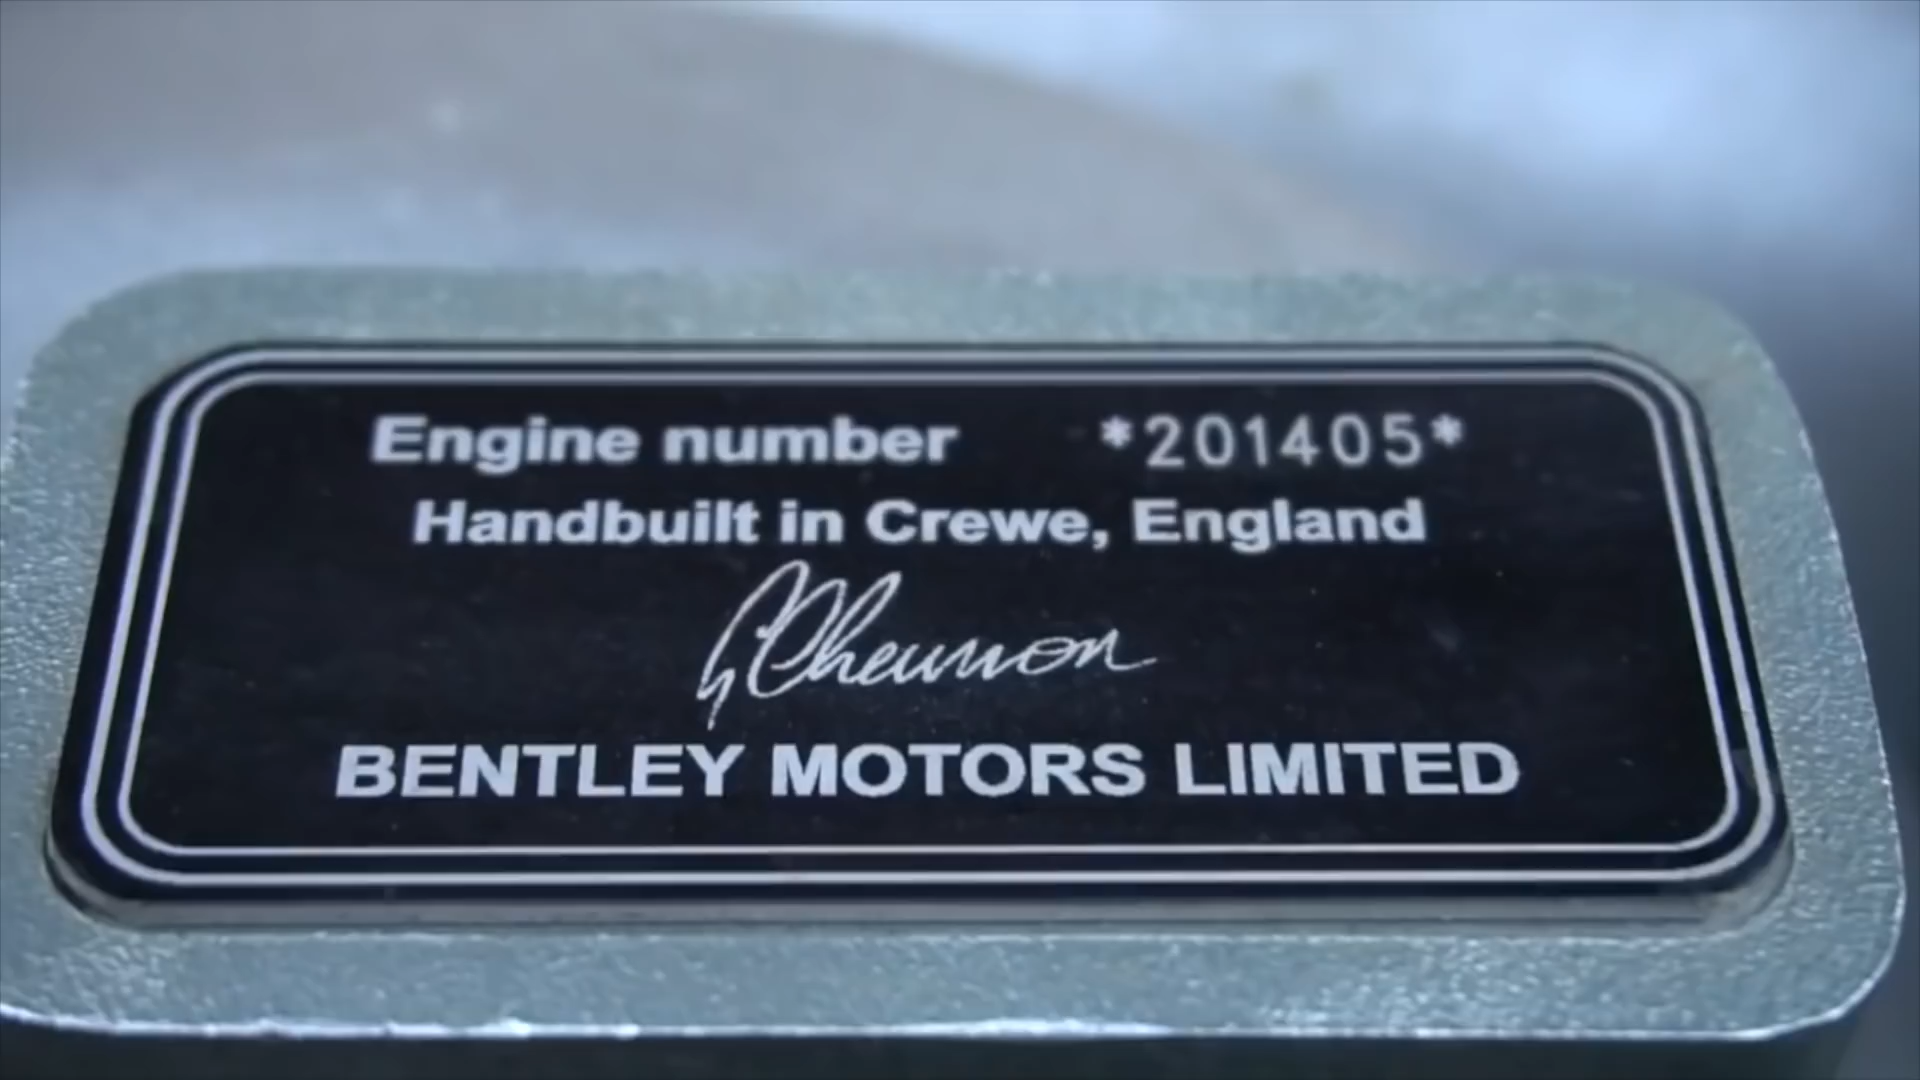 Engine number *201405*
Handbuilt in Crewe, England
BENTLEY MOTORS LIMITED